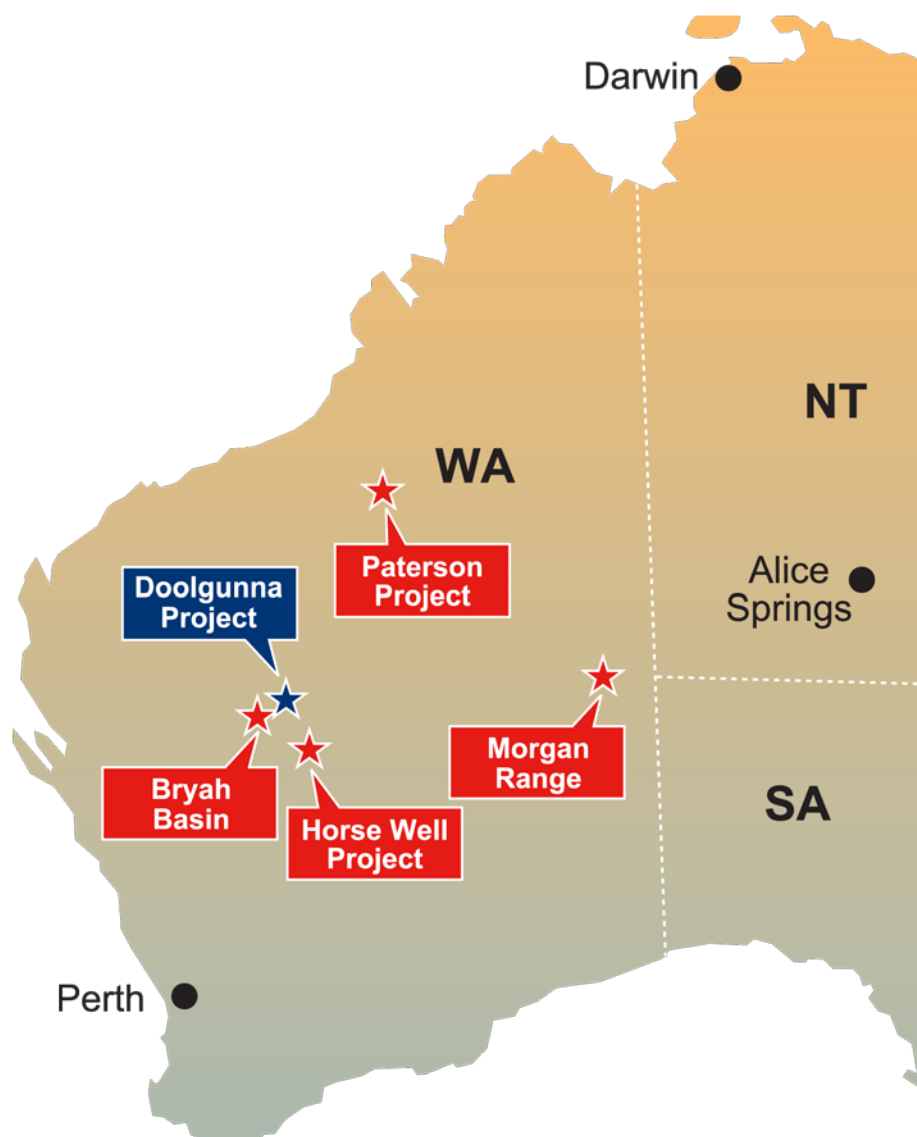 Darwin
NT
WA
Paterson
Project
Alice
Springs
Doolgunna
Project
Morgan
Range
Bryah
Basin
SA
Horse Well
Project
Perth